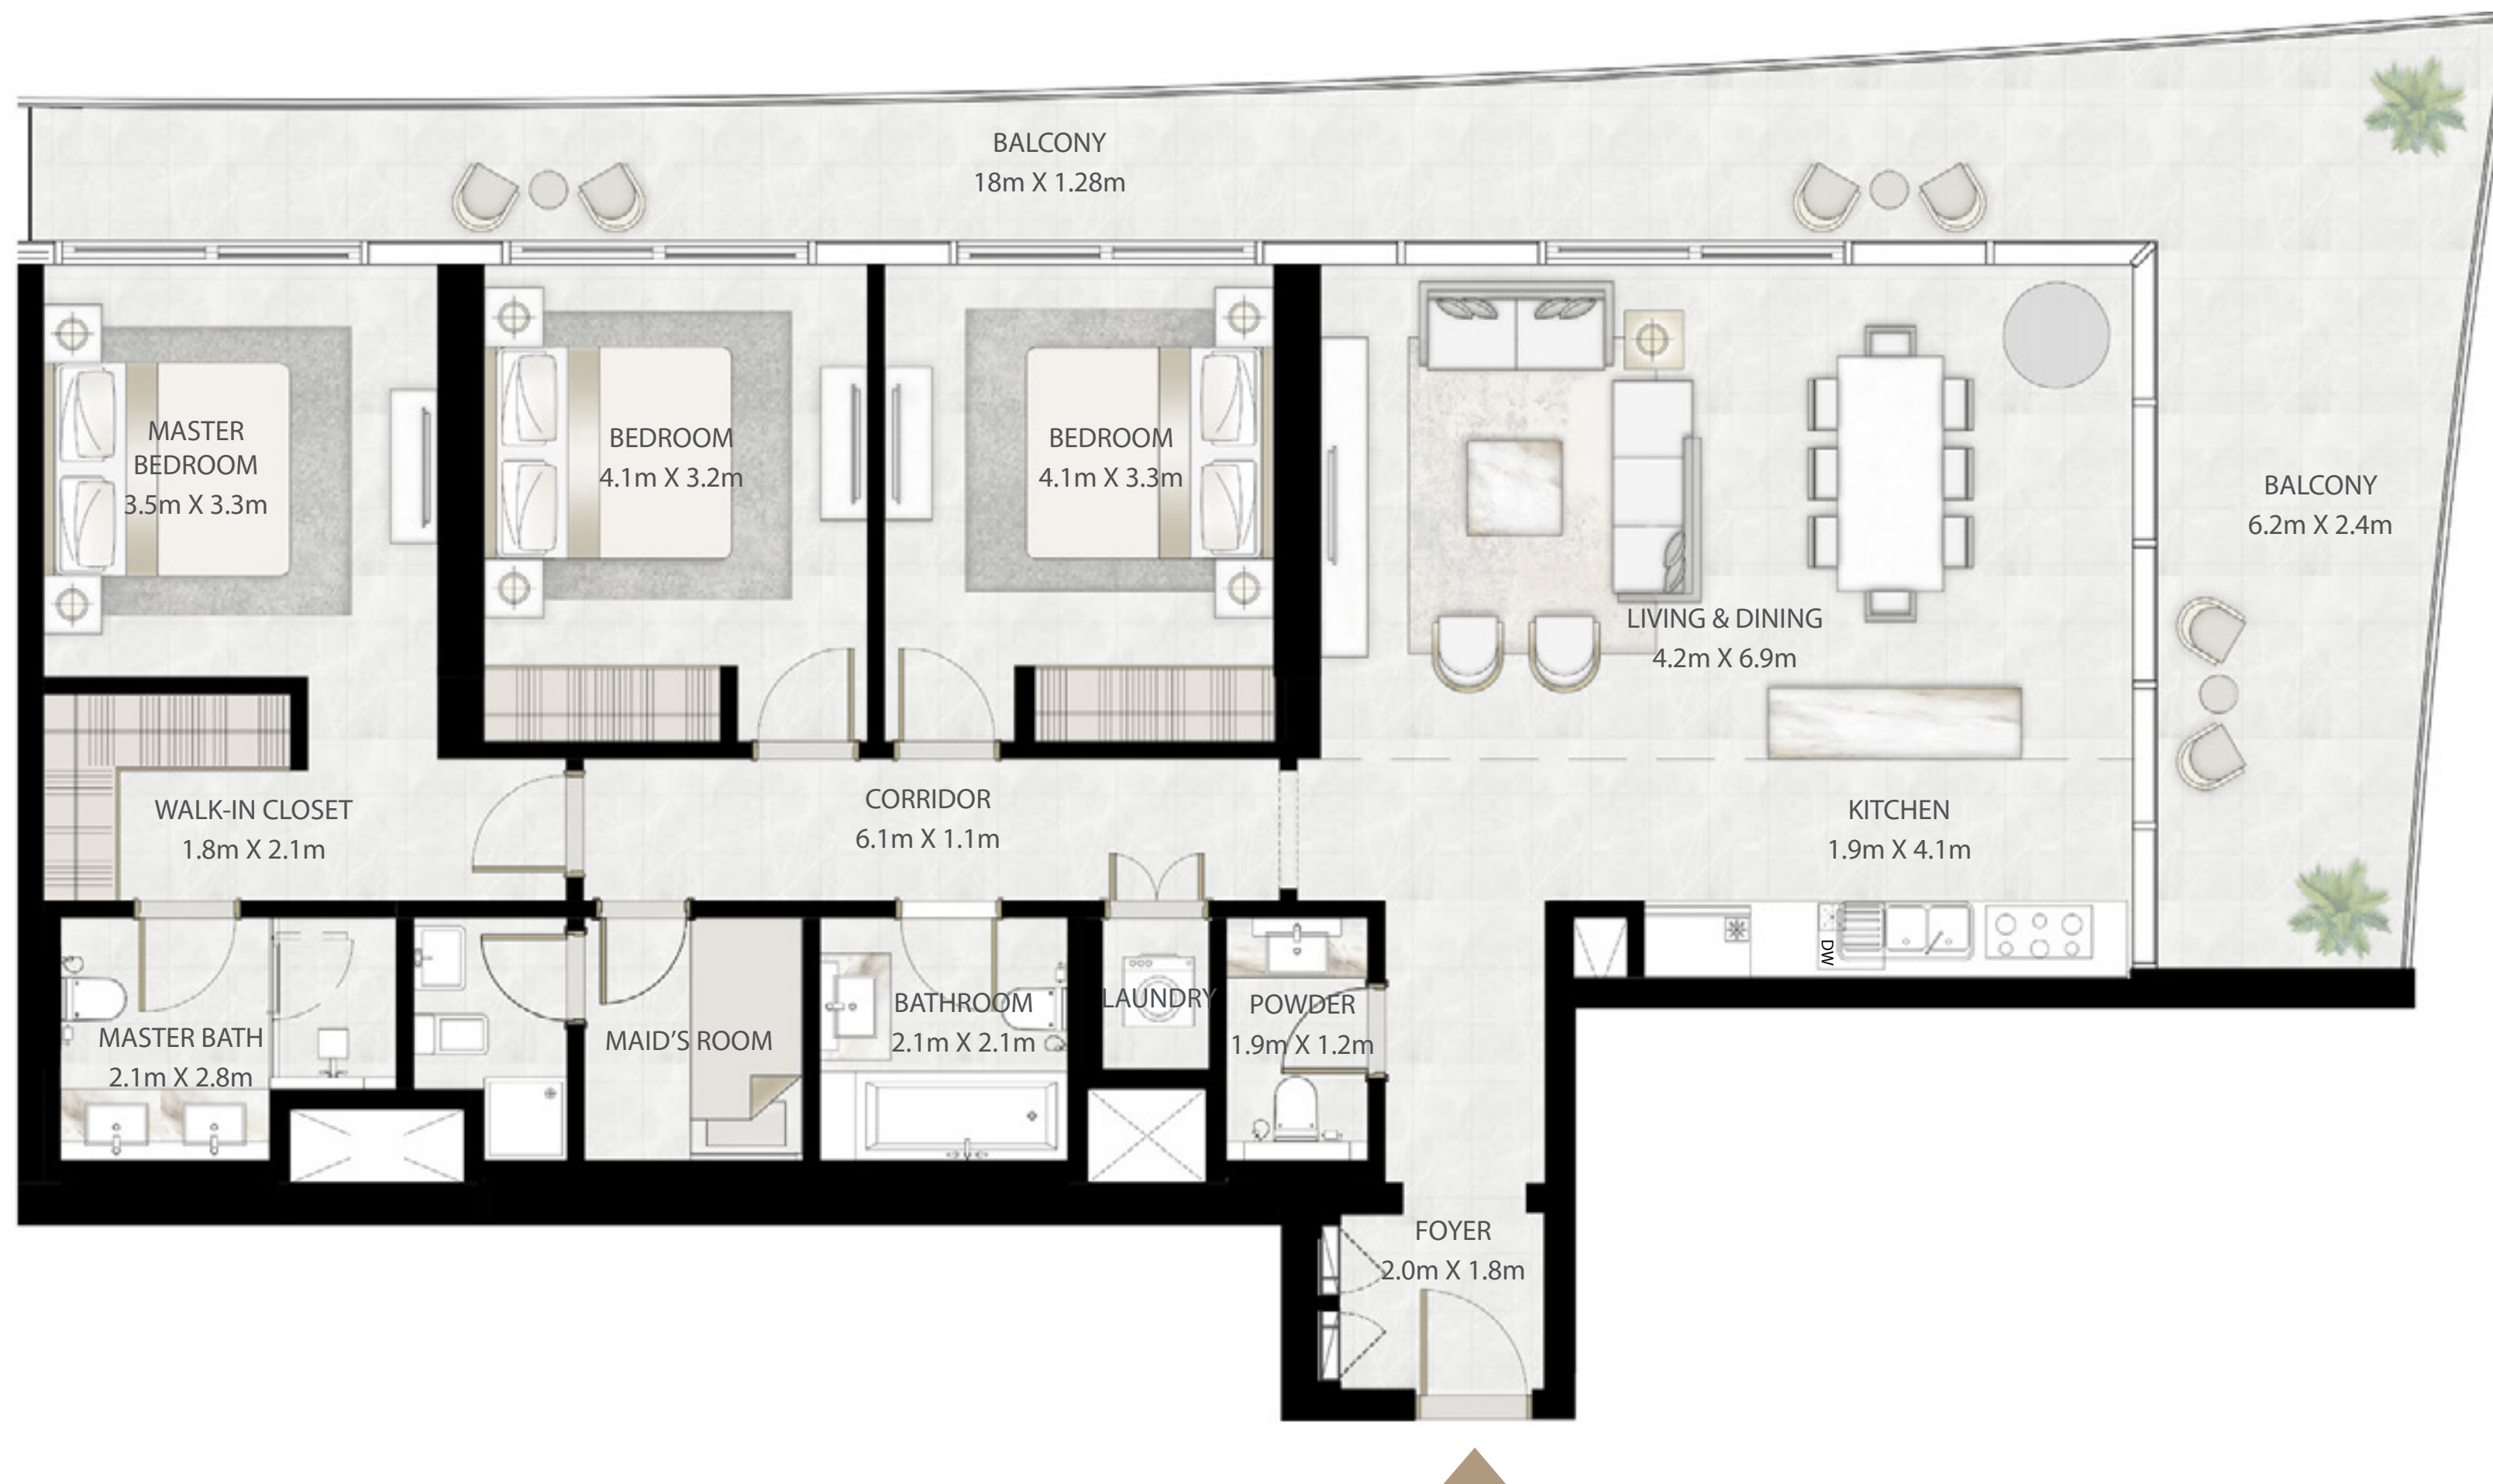 BALCONY
18m X 1.28m
MASTER
BEDROOM
3.5m X 3.3m
BEDROOM
4.1m X 3.2m
BEDROOM
4.1m X 3.3m
LIVING & DINING
4.2m X 6.9m
BALCONY
6.2m X 2.4m
WALK-IN CLOSET
1.8m X 2.1m
CORRIDOR
6.1m X 1.1m
KITCHEN
1.9m X 4.1m
DW
MASTER BATH
2.1m X 2.8m
MAID’S ROOM
BATHROOM
2.1m X 2.1m
LAUNDRY
POWDER
1.9m X 1.2m
FOYER
2.0m X 1.8m